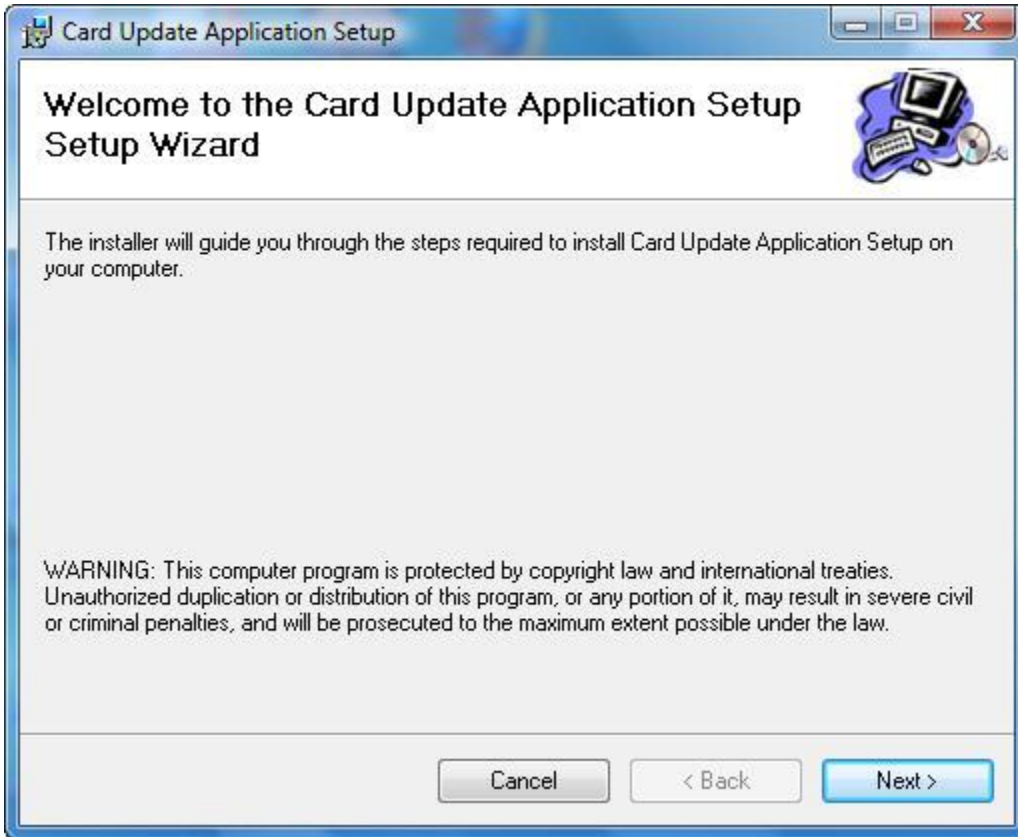 Card Update Application Setup
Welcome to the Card Update Application Setup
Setup Wizard
The installer will guide you through the steps required to install Card Update Application Setup on
your computer.
WARNING: This computer program is protected by copyright law and international treaties.
Unauthorized duplication or distribution of this program, or any portion of it, may result in severe civil
or criminal penalties, and will be prosecuted to the maximum extent possible under the law.
Cancel < Back Next >